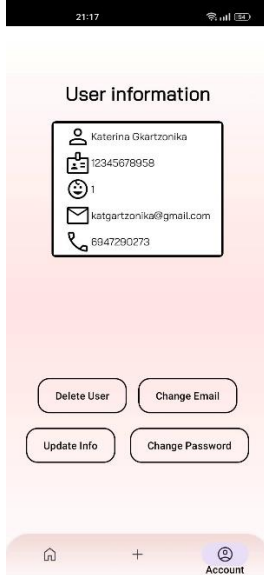 21:17
54
User information
Katerina Gkartzonika
12345678958
1
katgartzonika@gmail.com
6947290273
Delete User
Change Email
Update Info
Change Password
Account